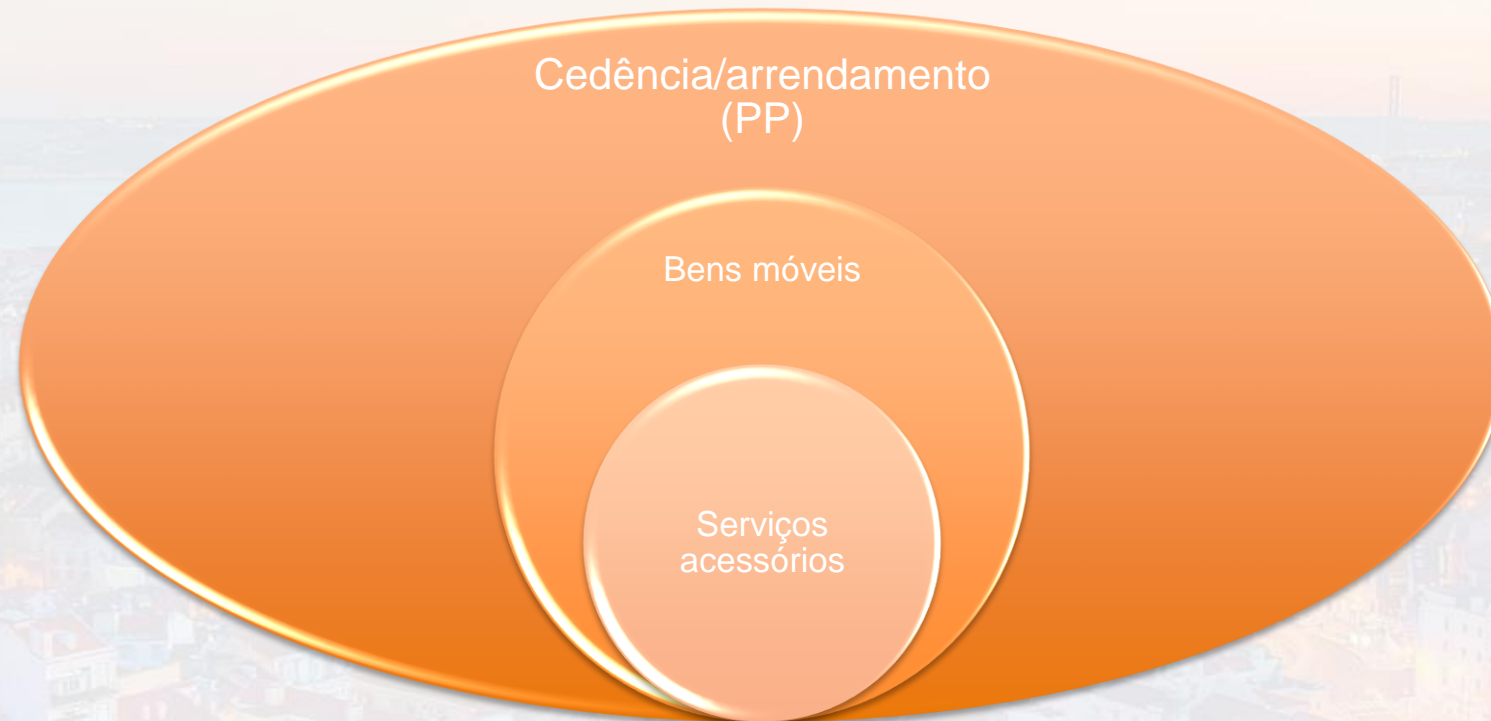 Cedência/arrendamento
(PP)
Bens móveis
Serviços
acessórios